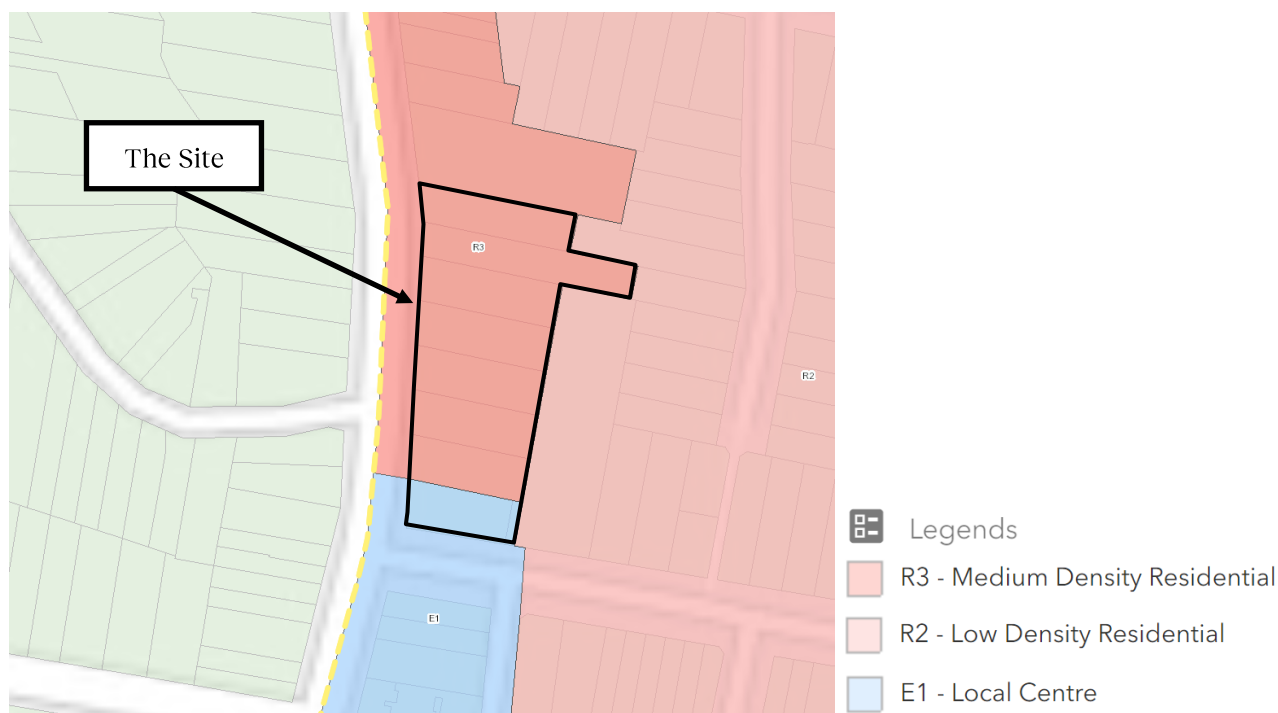 The Site
R3
R2
E1
Legends
R3 - Medium Density Residential
R2 - Low Density Residential
E1 - Local Centre